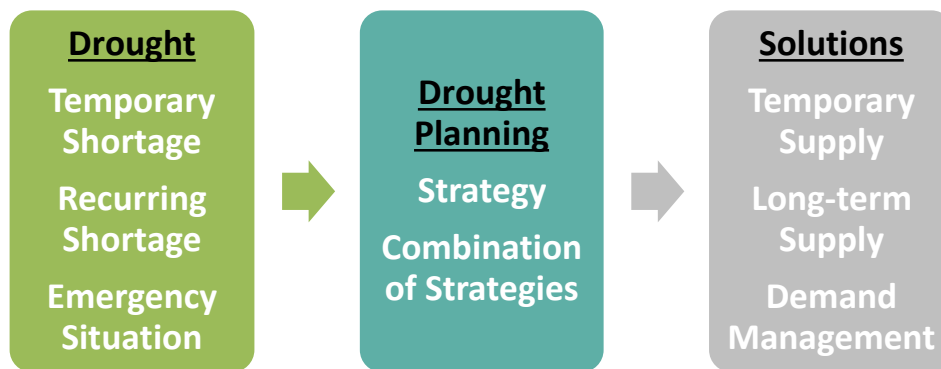 Drought
Temporary
Shortage
Recurring
Shortage
Emergency
Situation
Drought
Planning
Strategy
Combination
of Strategies
Solutions
Temporary
Supply
Long-term
Supply
Demand
Management